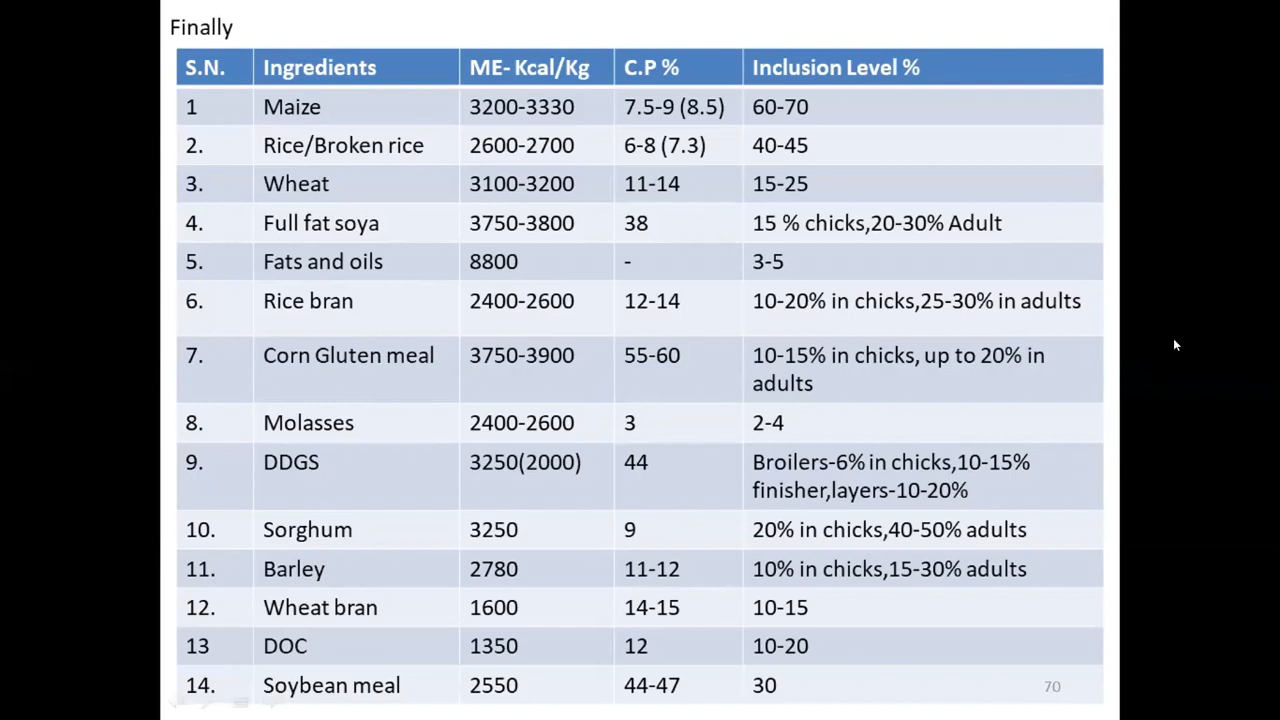 Finally
S.N. Ingredients ME- Kcal/Kg C.P % Inclusion Level %
1 Maize 3200-3330 7.5-9 (8.5) 60-70
2. Rice/Broken rice 2600-2700 6-8 (7.3) 40-45
3. Wheat 3100-3200 11-14 15-25
4. Full fat soya 3750-3800 38 15 % chicks,20-30% Adult
5. Fats and oils 8800 - 3-5
6. Rice bran 2400-2600 12-14 10-20% in chicks,25-30% in adults
7. Corn Gluten meal 3750-3900 55-60 10-15% in chicks, up to 20% in
adults
8. Molasses 2400-2600 3 2-4
9. DDGS 3250(2000) 44 Broilers-6% in chicks,10-15%
finisher,layers-10-20%
10. Sorghum 3250 9 20% in chicks,40-50% adults
11. Barley 2780 11-12 10% in chicks,15-30% adults
12. Wheat bran 1600 14-15 10-15
13 DOC 1350 12 10-20
14. Soybean meal 2550 44-47 30
70